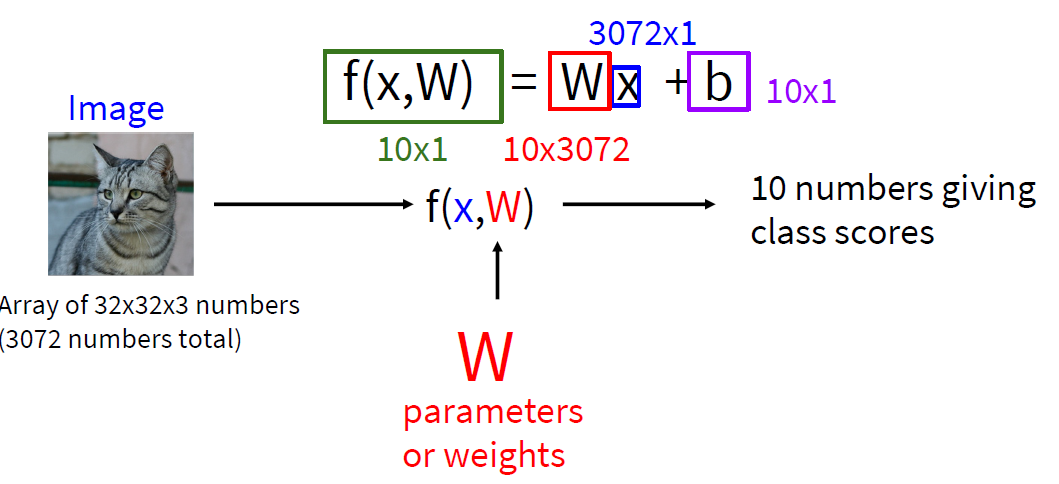 3072x1
f(x,W) = Wx + b 10x1
Image
10x1 10x3072
f(x,W)
10 numbers giving
class scores
Array of 32x32x3 numbers
(3072 numbers total)
W
parameters
or weights